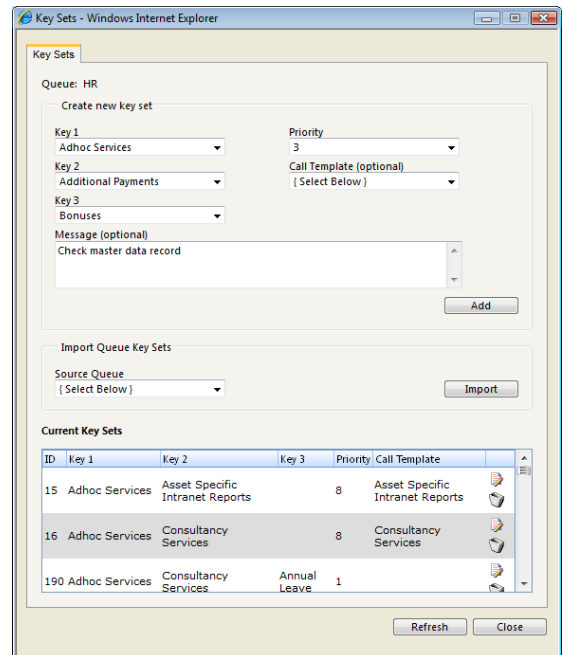 Key Sets - Windows Internet Explorer
Key Sets
Queue: HR
Create new key set
Key 1
Adhoc Services
Priority
3
Key 2
Additional Payments
Call Template (optional)
{ Select Below }
Key 3
Bonuses
Message (optional)
Check master data record
Add
Import Queue Key Sets
Source Queue
{ Select Below }
Import
Current Key Sets
ID Key 1 Key 2 Key 3 Priority Call Template
15 Adhoc Services Asset Specific Intranet Reports 8 Asset Specific Intranet Reports
16 Adhoc Services Consultancy Services 8 Consultancy Services
190 Adhoc Services Consultancy Services Annual Leave 1
Refresh Close